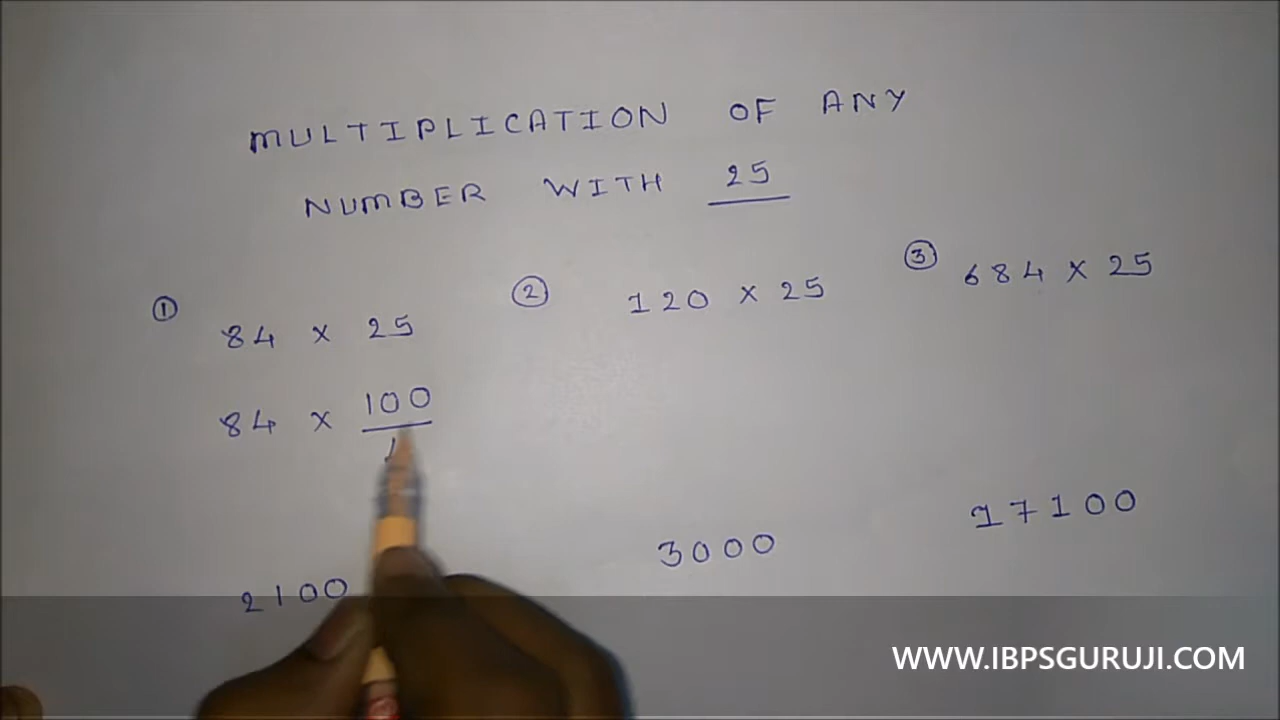 MULTIPLICATION OF ANY
NUMBER WITH 25
① 84 × 25
84 × 100
2100
② 120 × 25
3000
③ 684 × 25
17100
WWW.IBPSGURUJI.COM